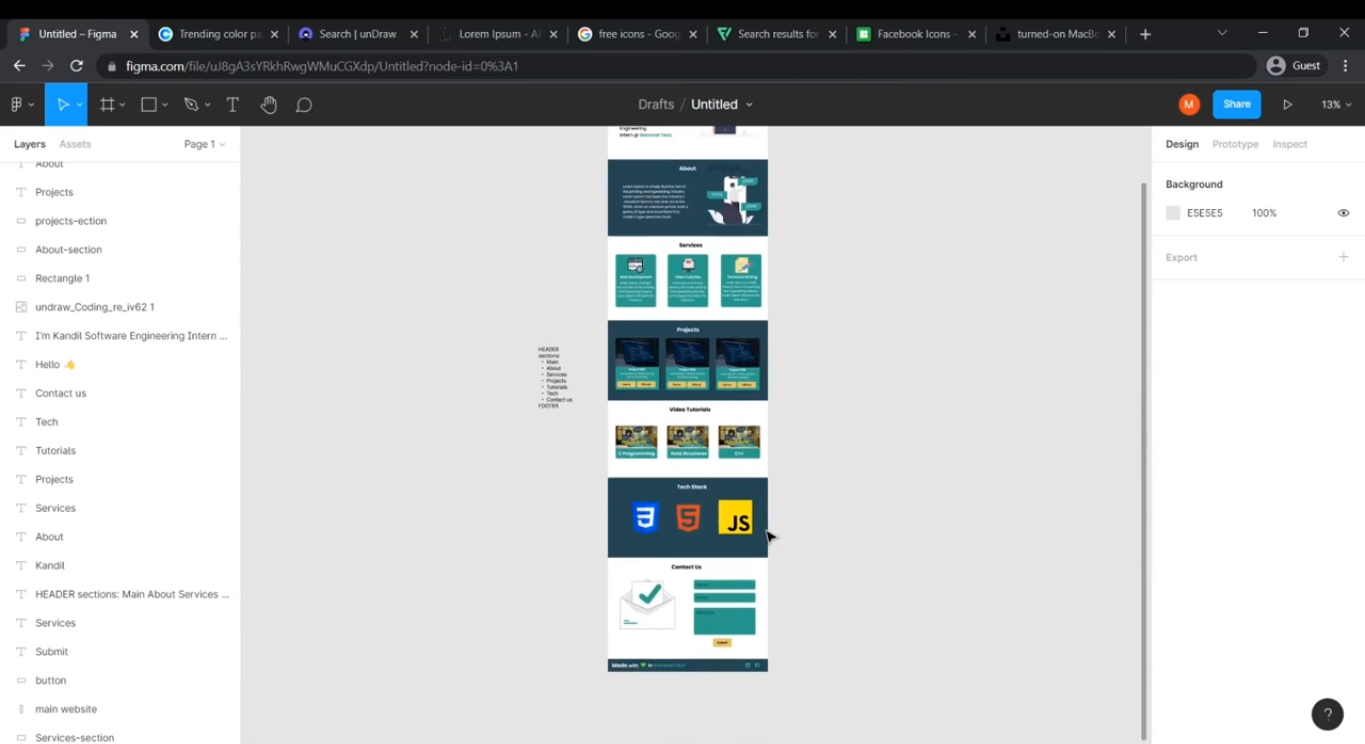 Untitled – Figma
Trending color pa
Search | unDraw
Lorem Ipsum - Al
free icons - Goog
Search results for
Facebook Icons -
turned-on MacBo
figma.com/file/uJ8gA3sYRkhRwgWMuCGXdp/Untitled?node-id=0%3A1
Guest
Drafts / Untitled
M
Share
13%
Layers
Assets
Page 1
Design
Prototype
Inspect
About
Projects
projects-ection
About-section
Rectangle 1
undraw_Coding_re_iv62 1
I'm Kandil Software Engineering Intern ...
Hello 👋
Contact us
Tech
Tutorials
Projects
Services
About
Kandil
HEADER sections: Main About Services ...
Services
Submit
button
main website
Services-section
HEADER
sections:
• Main
• About
• Services
• Projects
• Tutorials
• Tech
• Contact us
FOOTER
Engineering
Intern @
About
Services
Projects
Video Tutorials
C Programming
Data Structures
C++
Tech Stack
3
5
JS
Contact Us
Submit
Made with 💚 in
Background
E5E5E5
100%
Export
?